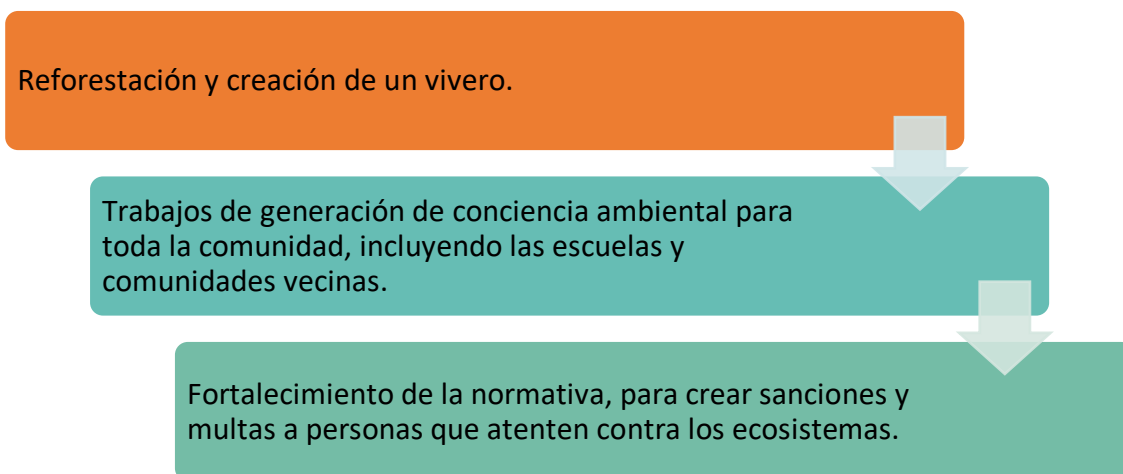 Reforestación y creación de un vivero.
Trabajos de generación de conciencia ambiental para
toda la comunidad, incluyendo las escuelas y
comunidades vecinas.
Fortalecimiento de la normativa, para crear sanciones y
multas a personas que atenten contra los ecosistemas.